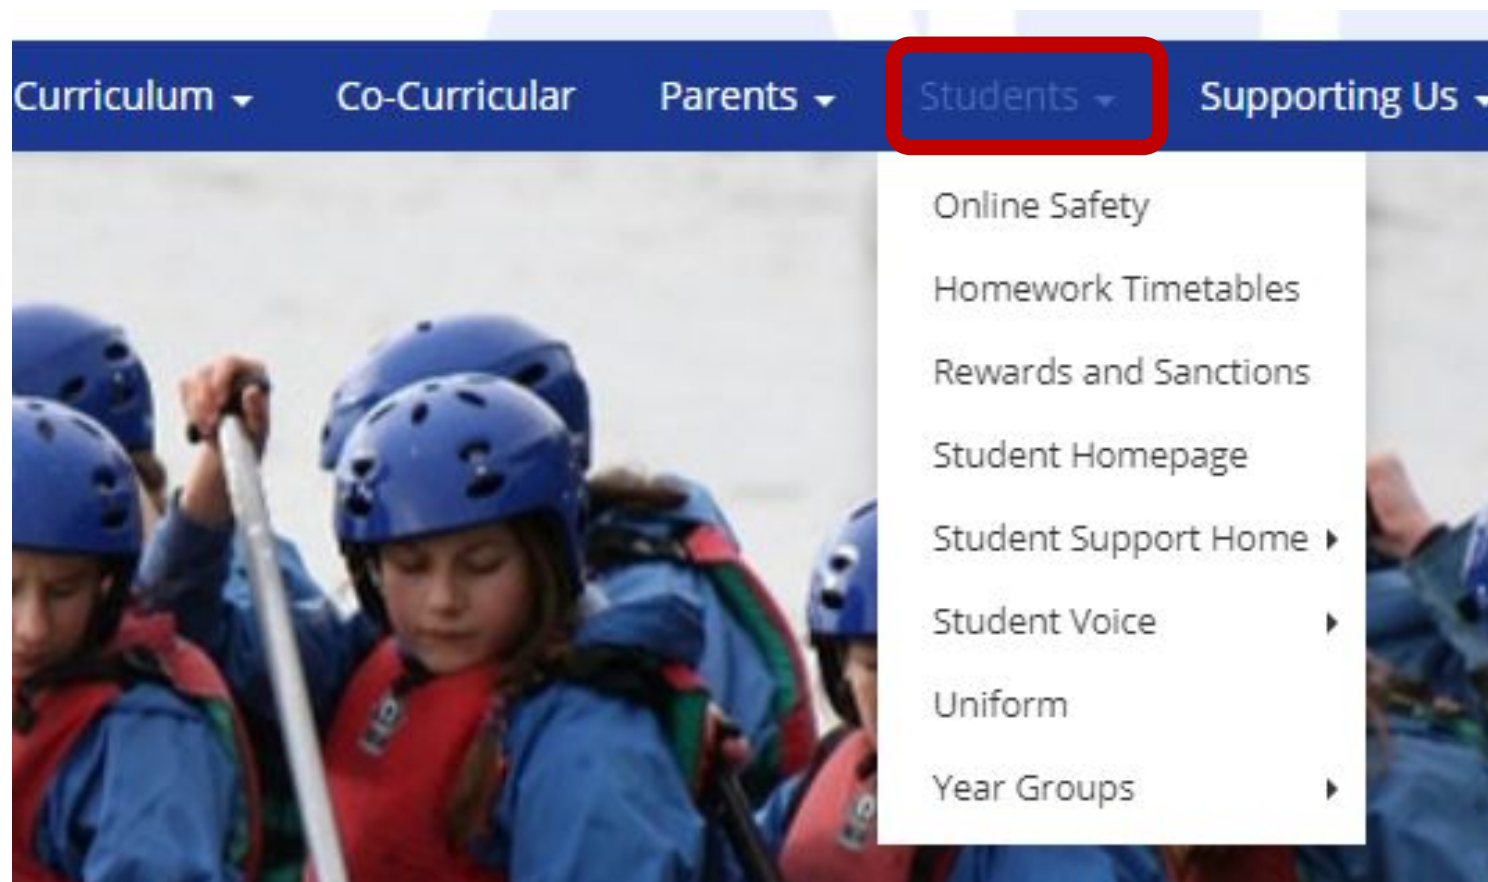 Curriculum
Co-Curricular
Parents
Students
Supporting Us
Online Safety
Homework Timetables
Rewards and Sanctions
Student Homepage
Student Support Home
Student Voice
Uniform
Year Groups